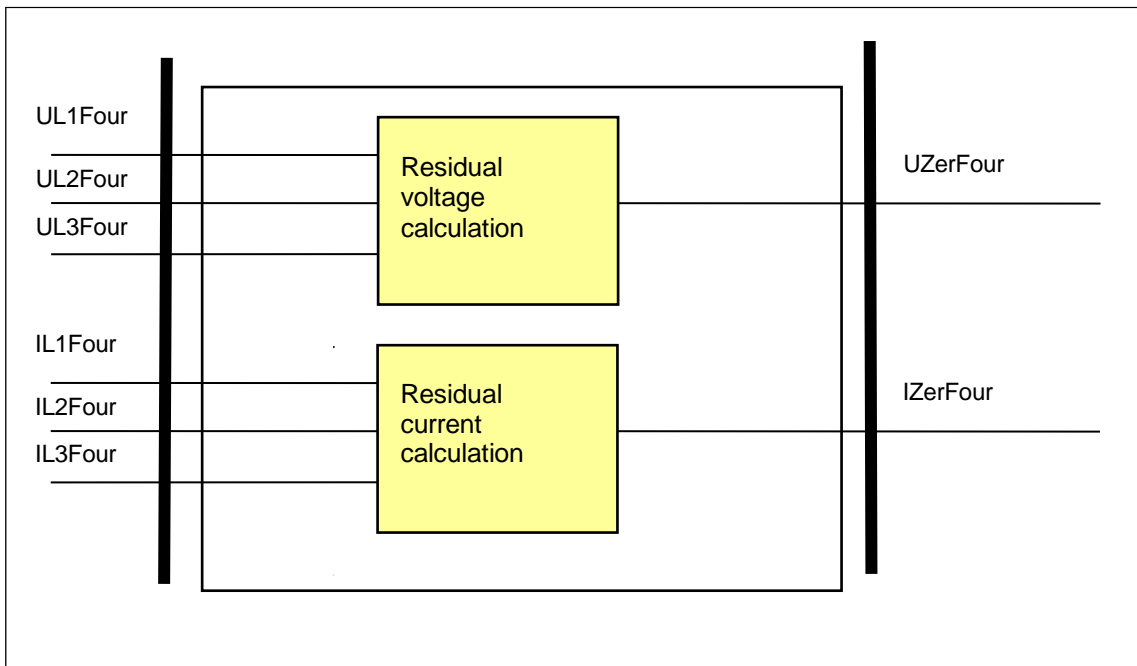 UL1Four
UL2Four
UL3Four
Residual
voltage
calculation
UZerFour
IL1Four
IL2Four
IL3Four
Residual
current
calculation
IZerFour